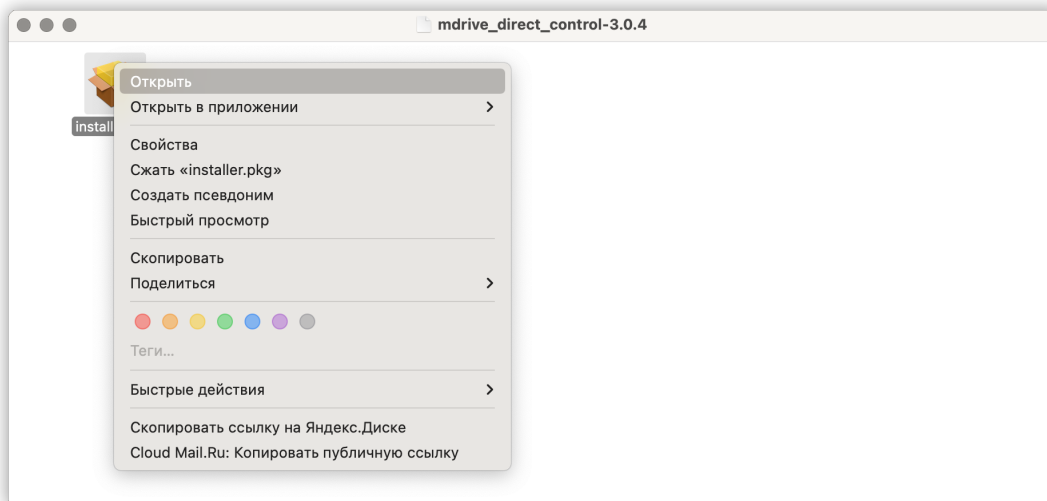 mdrive_direct_control-3.0.4
install
Открыть
Открыть в приложении
Свойства
Сжать «installer.pkg»
Создать псевдоним
Быстрый просмотр
Скопировать
Поделиться
Теги...
Быстрые действия
Скопировать ссылку на Яндекс.Диске
Cloud Mail.Ru: Копировать публичную ссылку